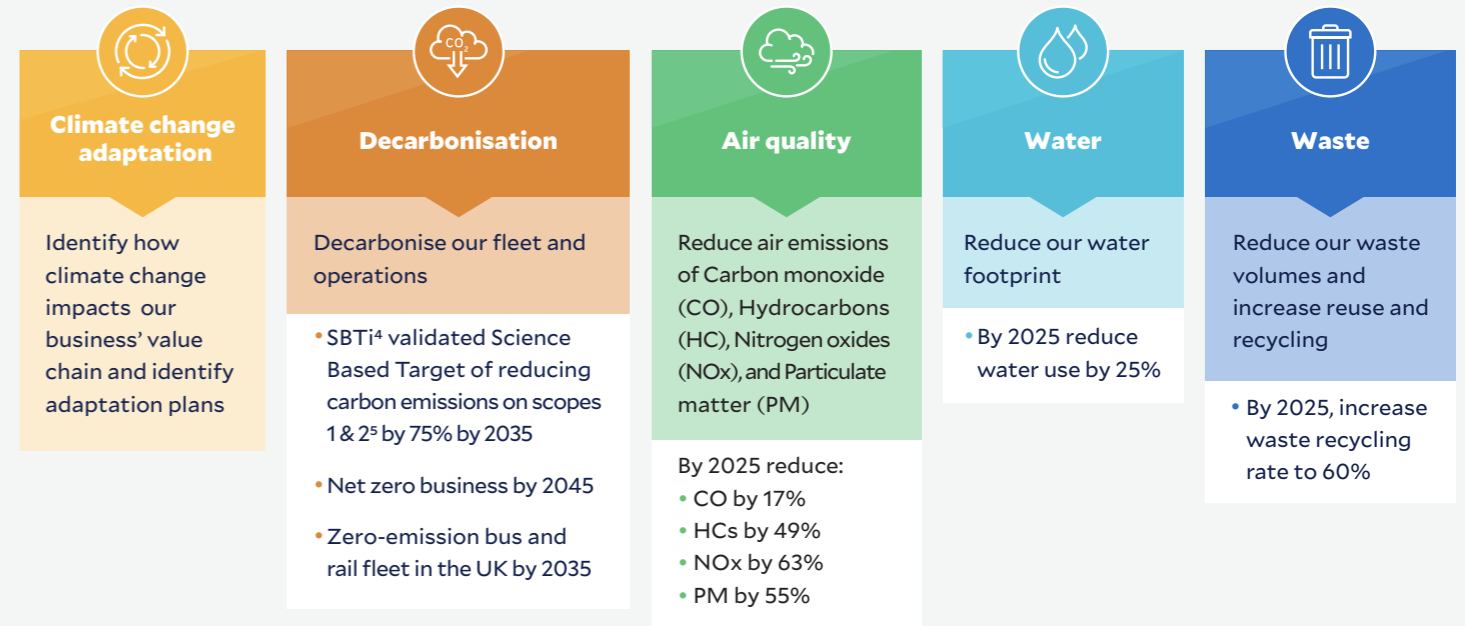 Climate change
adaptation
Identify how
climate change
impacts our
business’ value
chain and identify
adaptation plans
CO₂
Decarbonisation
Decarbonise our fleet and
operations
• SBTi⁴ validated Science
Based Target of reducing
carbon emissions on scopes
1 & 2⁵ by 75% by 2035
• Net zero business by 2045
• Zero-emission bus and
rail fleet in the UK by 2035
Air quality
Reduce air emissions
of Carbon monoxide
(CO), Hydrocarbons
(HC), Nitrogen oxides
(NOx), and Particulate
matter (PM)
By 2025 reduce:
• CO by 17%
• HCs by 49%
• NOx by 63%
• PM by 55%
Water
Reduce our water
footprint
• By 2025 reduce
water use by 25%
Waste
Reduce our waste
volumes and
increase reuse and
recycling
• By 2025, increase
waste recycling
rate to 60%